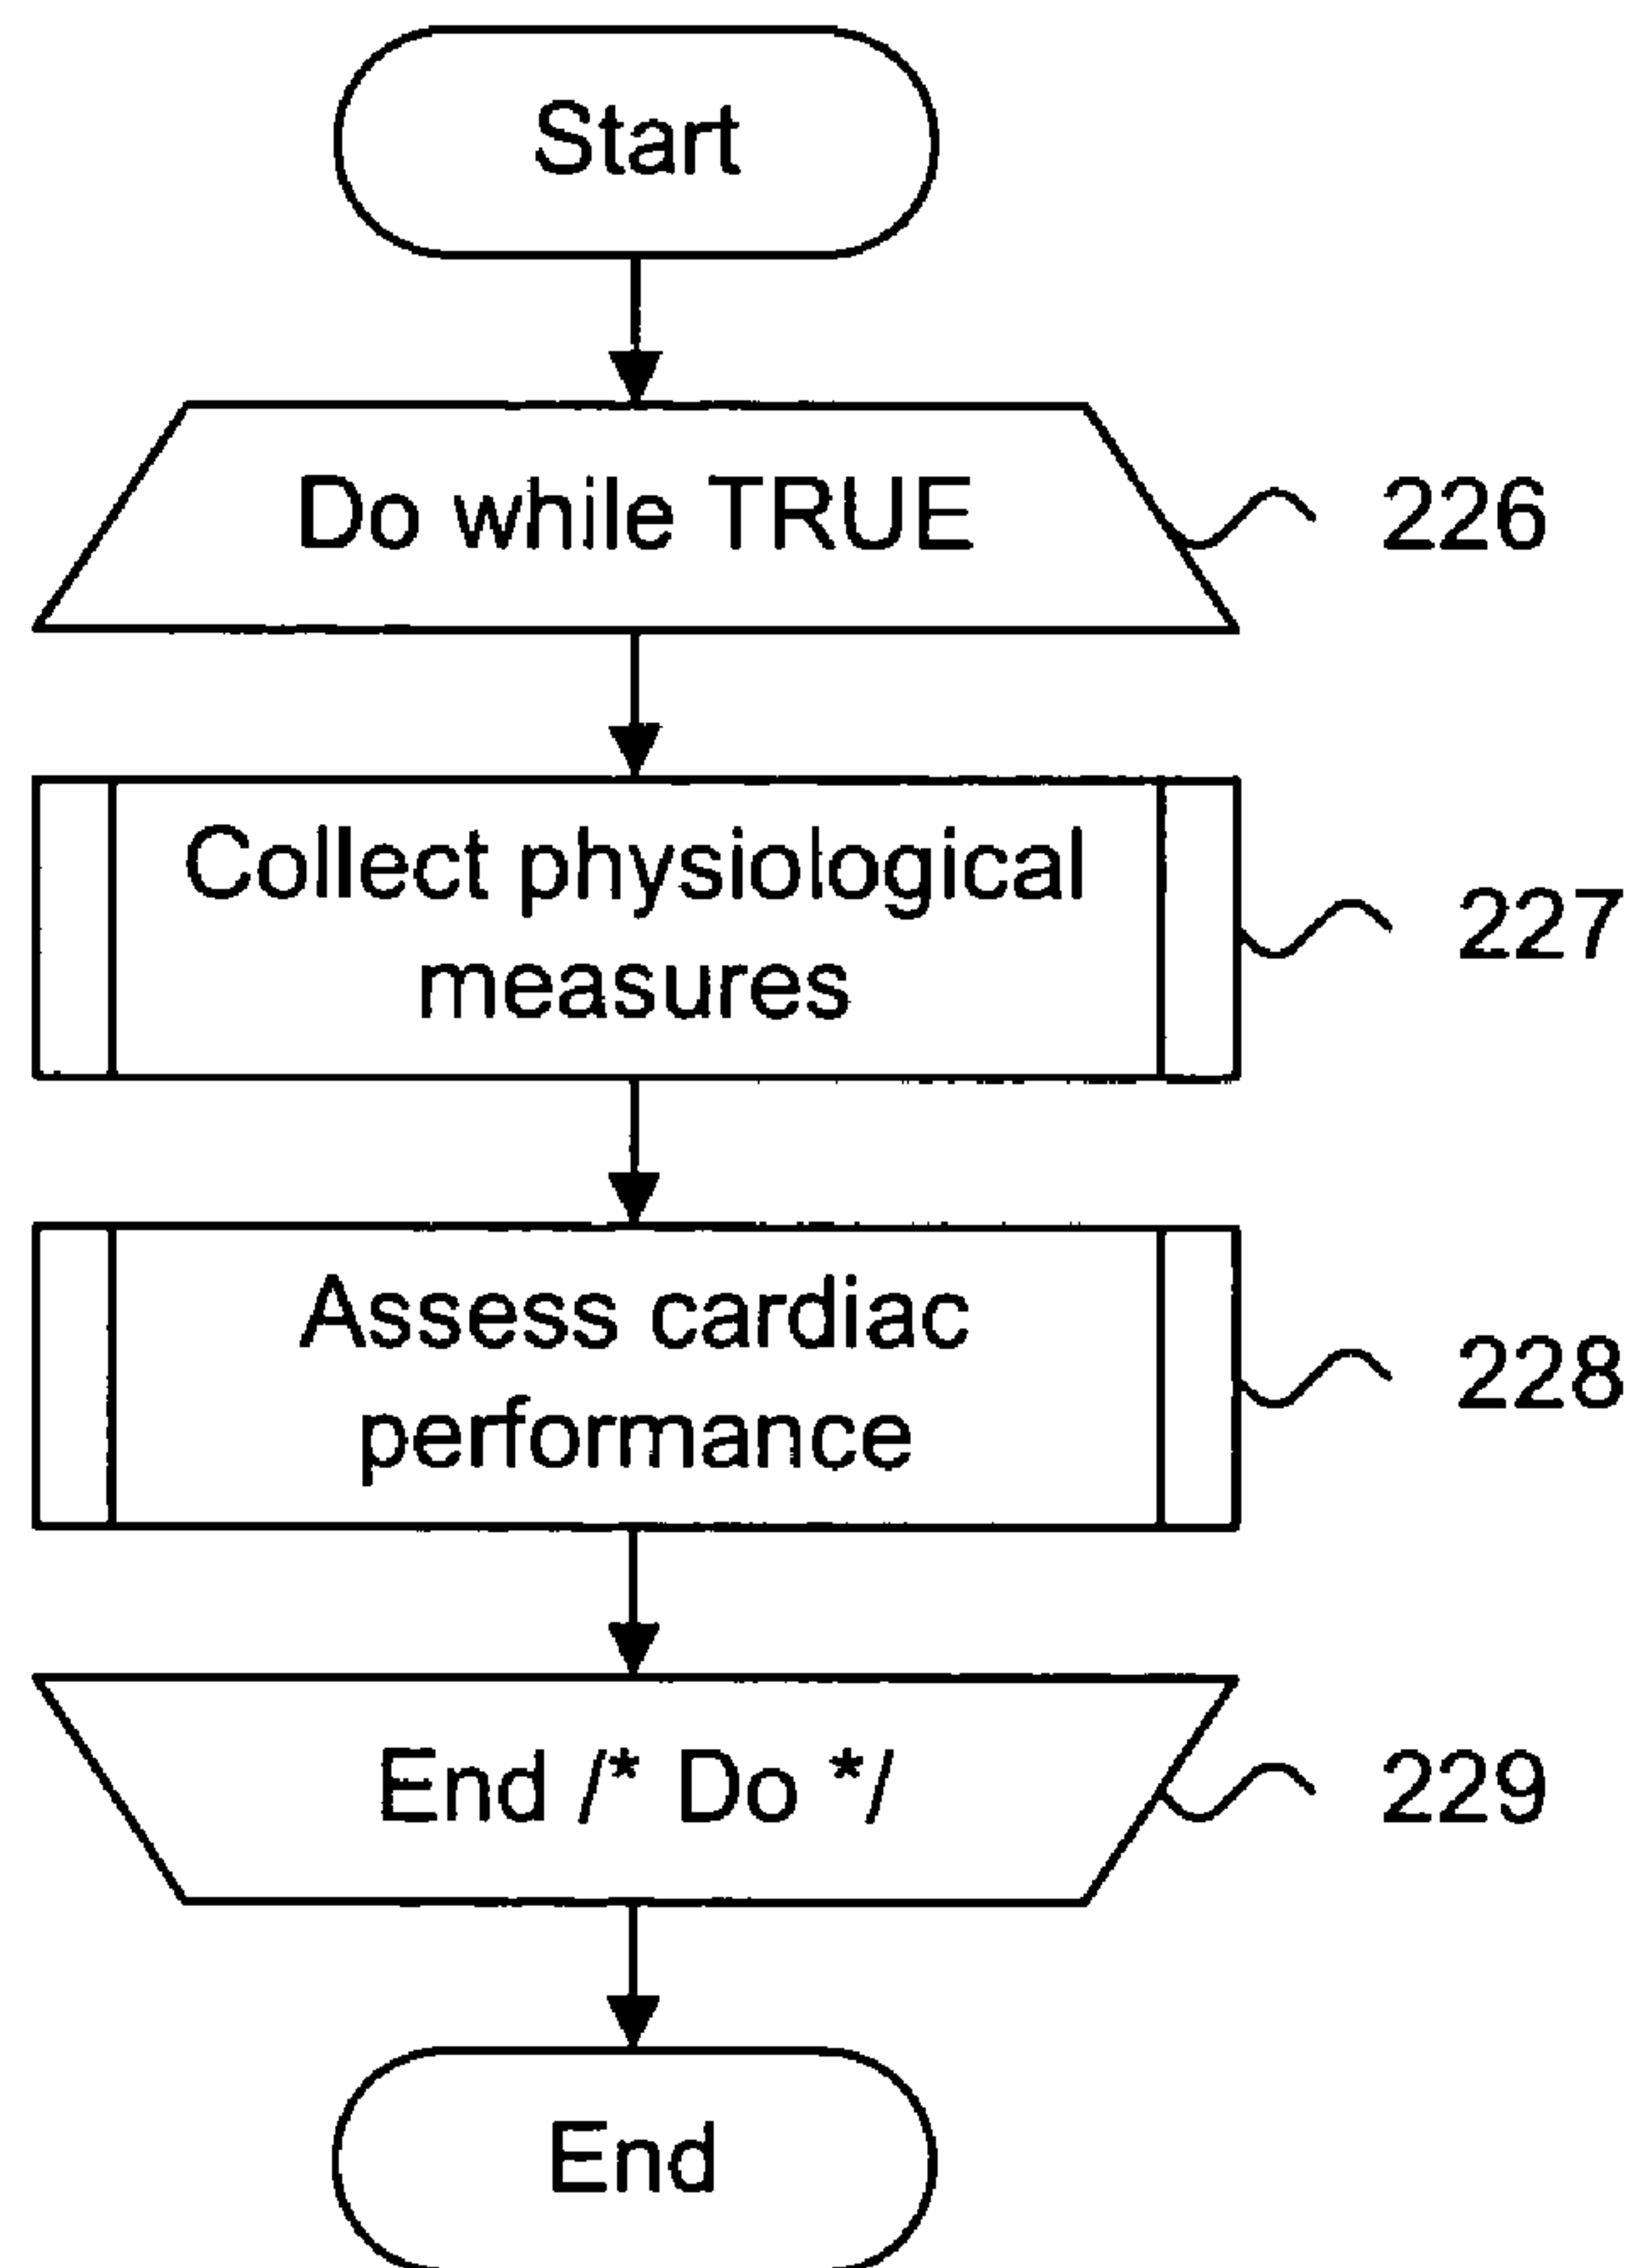 Start
Do while TRUE
226
Collect physiological
measures
227
Assess cardiac
performance
228
End /* Do */
229
End